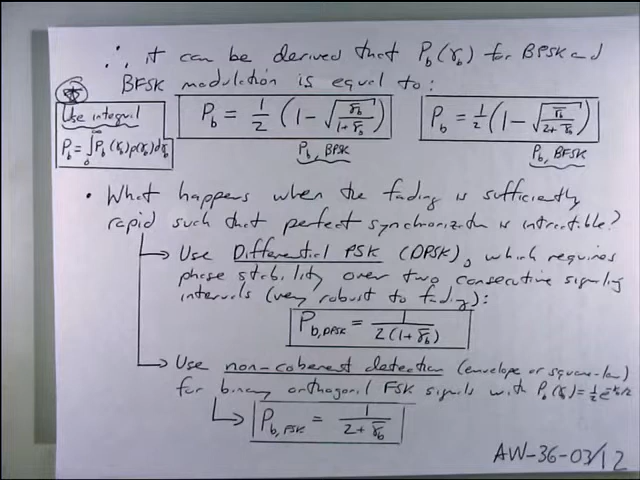 ∴ it can be derived that P_b(γ_b) for BPSK and
BFSK modulation is equal to:
Use integral
P_b = ∫_0^∞ P_b(γ_b)p(γ_b)dγ_b
P_b = 1/2 (1 - √(γ̄_b/(1+γ̄_b)))
P_b, BPSK
P_b = 1/2 (1 - √(γ̄_b/(2+γ̄_b)))
P_b, BFSK
• What happens when the fading is sufficiently
rapid such that perfect synchronizatn is intractible?
→ Use Differential PSK (DPSK), which requires
phase stability over two consecutive signaling
intervals (very robust to fading):
P_b,DPSK = 1/(2(1+γ̄_b))
→ Use non-coherent detection (envelope or square-law)
for binary orthogonal FSK signals with P_b(γ_b) = 1/2 e^(-γ_b/2)
→ P_b,FSK = 1/(2+γ̄_b)
AW-36-03/12